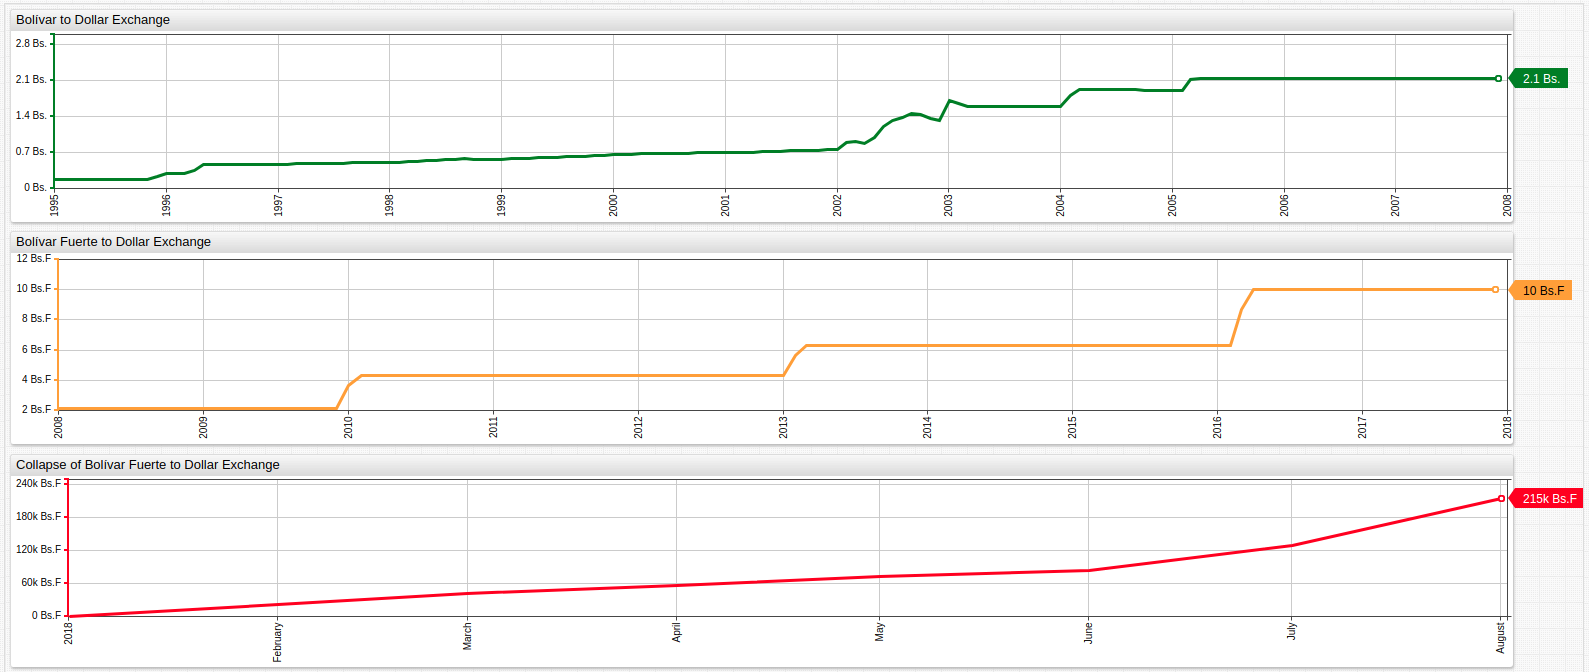 Bolívar to Dollar Exchange
2.8 Bs.
2.1 Bs.
1.4 Bs.
0.7 Bs.
0 Bs.
1995 1996 1997 1998 1999 2000 2001 2002 2003 2004 2005 2006 2007 2008
2.1 Bs.
Bolívar Fuerte to Dollar Exchange
12 Bs.F
10 Bs.F
8 Bs.F
6 Bs.F
4 Bs.F
2 Bs.F
2008 2009 2010 2011 2012 2013 2014 2015 2016 2017 2018
10 Bs.F
Collapse of Bolívar Fuerte to Dollar Exchange
240k Bs.F
180k Bs.F
120k Bs.F
60k Bs.F
0 Bs.F
2018 February March April May June July August
215k Bs.F